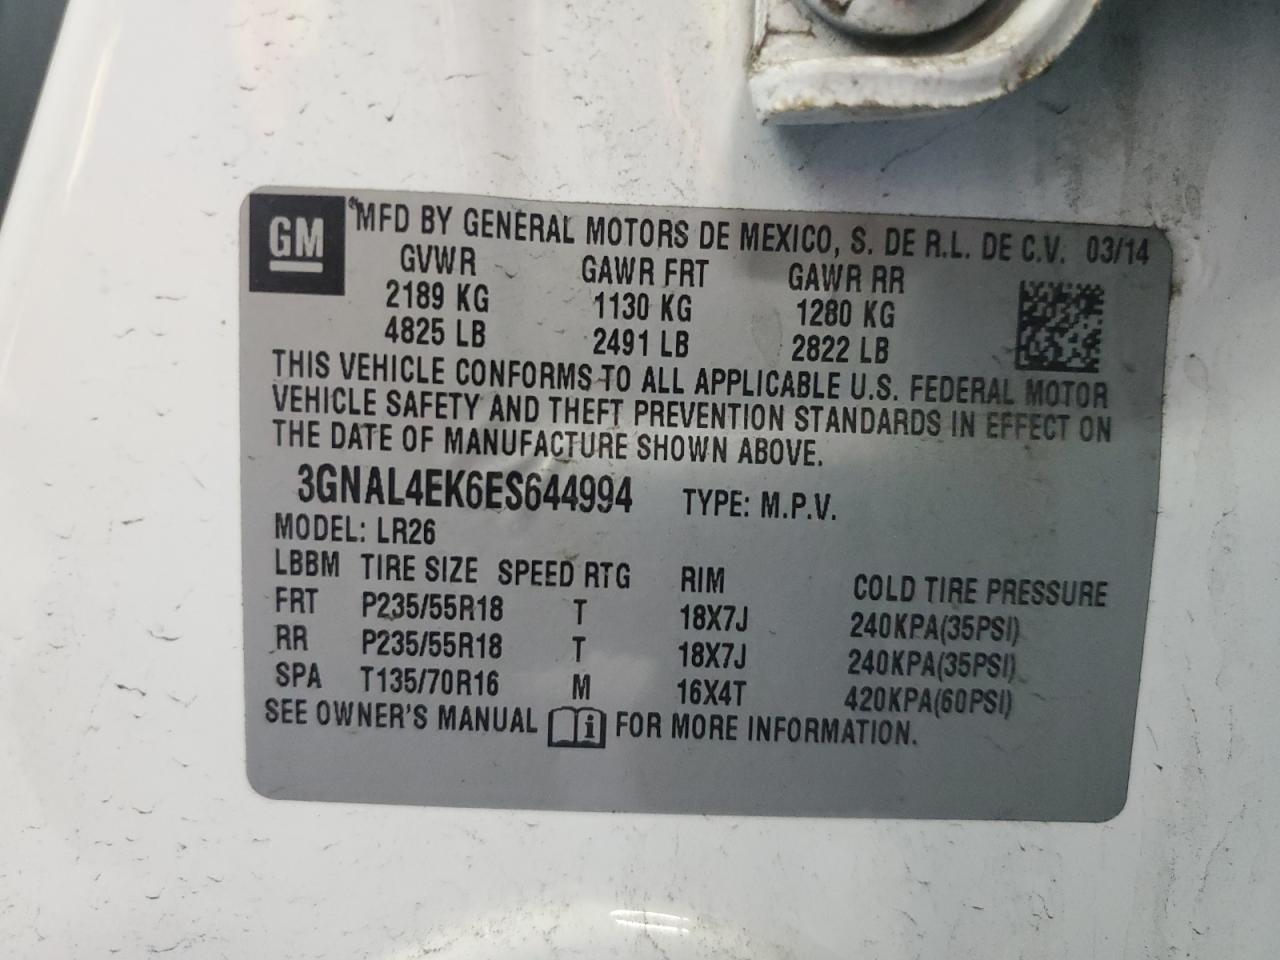 GM MFD BY GENERAL MOTORS DE MEXICO, S. DE R.L. DE C.V. 03/14
GVWR GAWR FRT GAWR RR
2189 KG 1130 KG 1280 KG
4825 LB 2491 LB 2822 LB
THIS VEHICLE CONFORMS TO ALL APPLICABLE U.S. FEDERAL MOTOR
VEHICLE SAFETY AND THEFT PREVENTION STANDARDS IN EFFECT ON
THE DATE OF MANUFACTURE SHOWN ABOVE.
3GNAL4EK6ES644994 TYPE: M.P.V.
MODEL: LR26
LBBM TIRE SIZE SPEED RTG RIM COLD TIRE PRESSURE
FRT P235/55R18 T 18X7J 240KPA(35PSI)
RR P235/55R18 T 18X7J 240KPA(35PSI)
SPA T135/70R16 M 16X4T 420KPA(60PSI)
SEE OWNER'S MANUAL i FOR MORE INFORMATION.